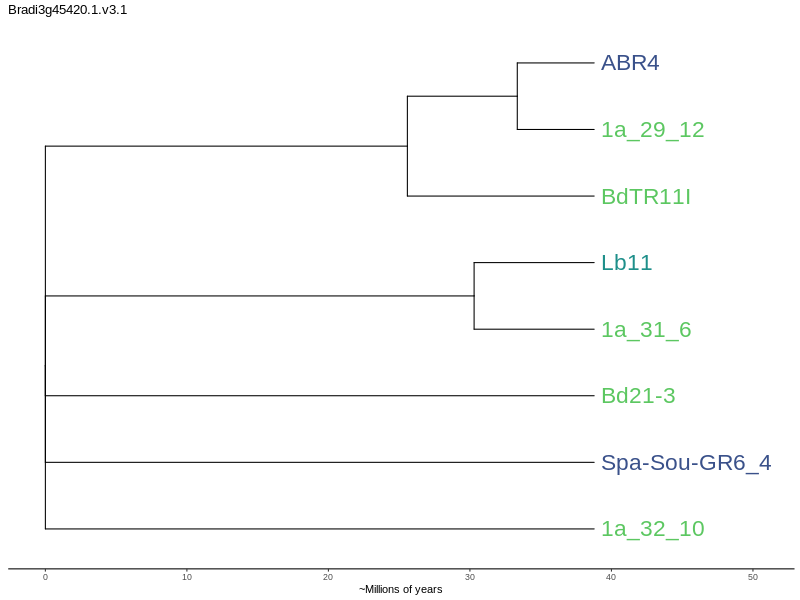 Bradi3g45420.1.v3.1
ABR4
1a_29_12
BdTR11I
Lb11
1a_31_6
Bd21-3
Spa-Sou-GR6_4
1a_32_10
0 10 20 30 40 50
~Millions of years